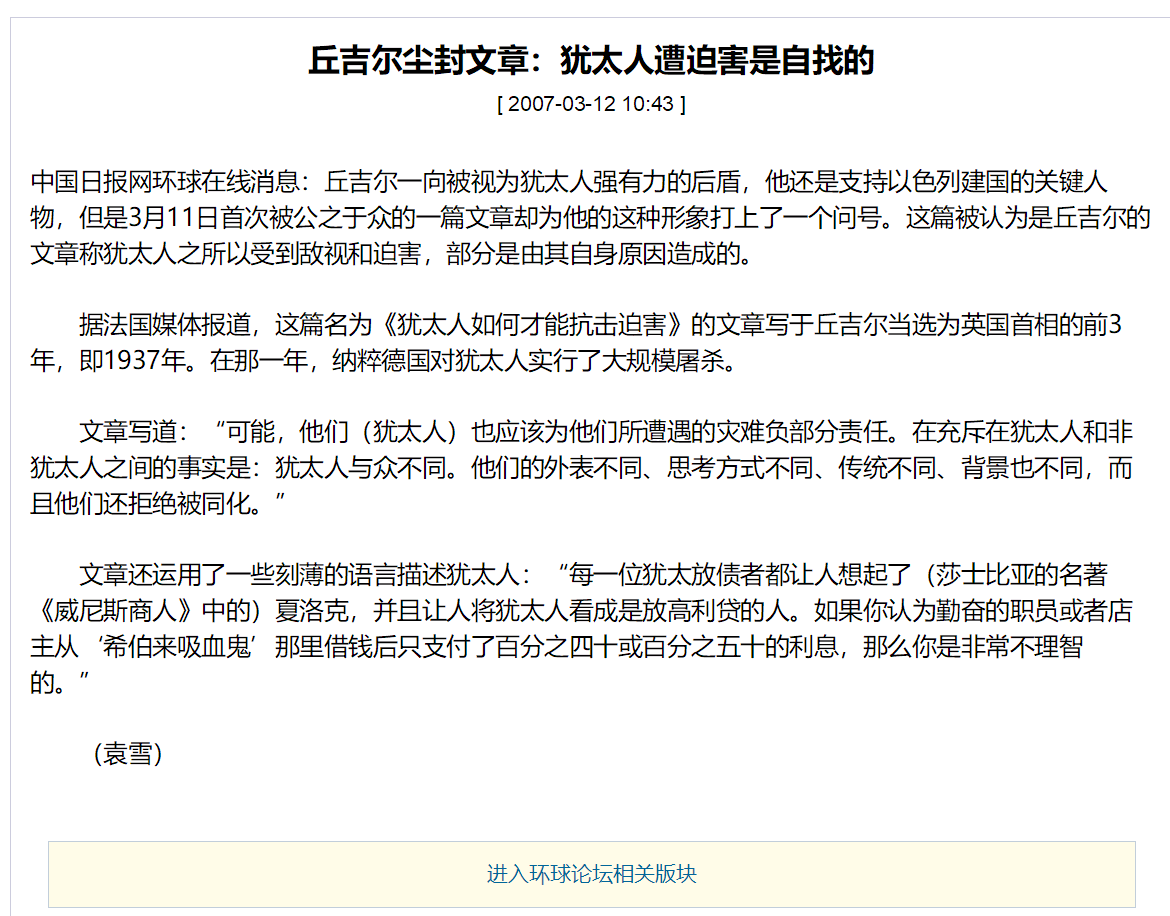 丘吉尔尘封文章：犹太人遭迫害是自找的
[ 2007-03-12 10:43 ]
中国日报网环球在线消息：丘吉尔一向被视为犹太人强有力的后盾，他还是支持以色列建国的关键人
物，但是3月11日首次被公之于众的一篇文章却为他的这种形象打上了一个问号。这篇被认为是丘吉尔的
文章称犹太人之所以受到敌视和迫害，部分是由其自身原因造成的。
据法国媒体报道，这篇名为《犹太人如何才能抗击迫害》的文章写于丘吉尔当选为英国首相的前3
年，即1937年。在那一年，纳粹德国对犹太人实行了大规模屠杀。
文章写道：“可能，他们（犹太人）也应该为他们所遭遇的灾难负部分责任。在充斥在犹太人和非
犹太人之间的事实是：犹太人与众不同。他们的外表不同、思考方式不同、传统不同、背景也不同，而
且他们还拒绝被同化。”
文章还运用了一些刻薄的语言描述犹太人：“每一位犹太放债者都让人想起了（莎士比亚的名著
《威尼斯商人》中的）夏洛克，并且让人将犹太人看成是放高利贷的人。如果你认为勤奋的职员或者店
主从‘希伯来吸血鬼’那里借钱后只支付了百分之四十或百分之五十的利息，那么你是非常不理智
的。”
（袁雪）
进入环球论坛相关版块